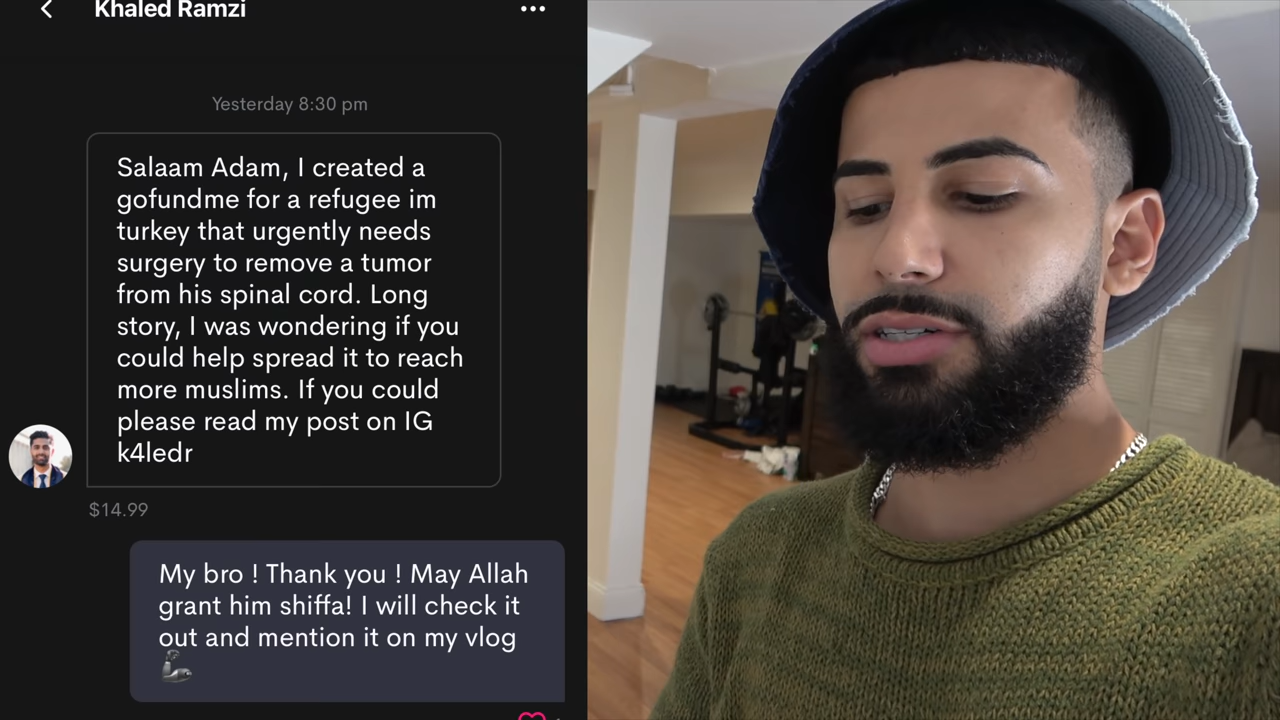 Khaled Ramzi
Yesterday 8:30 pm
Salaam Adam, I created a
gofundme for a refugee im
turkey that urgently needs
surgery to remove a tumor
from his spinal cord. Long
story, I was wondering if you
could help spread it to reach
more muslims. If you could
please read my post on IG
k4ledr
$14.99
My bro ! Thank you ! May Allah
grant him shiffa! I will check it
out and mention it on my vlog